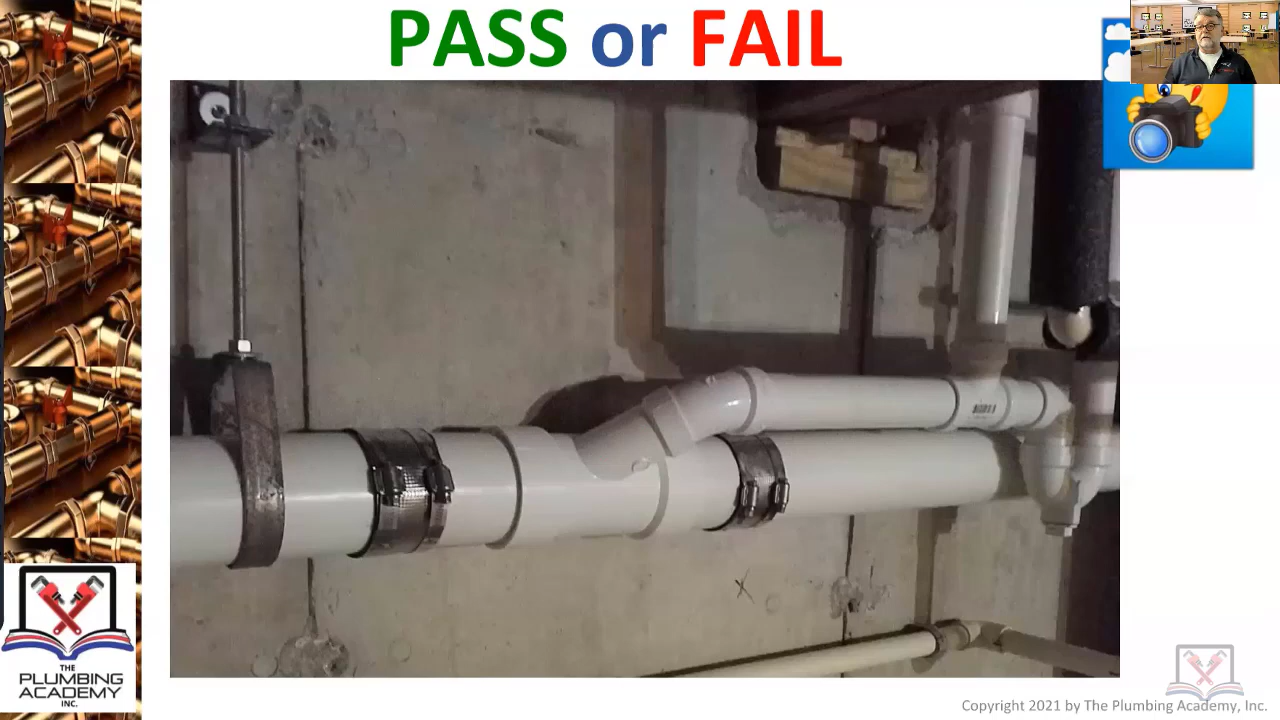 PASS or FAIL
THE
PLUMBING
ACADEMY
INC.
Copyright 2021 by The Plumbing Academy, Inc.